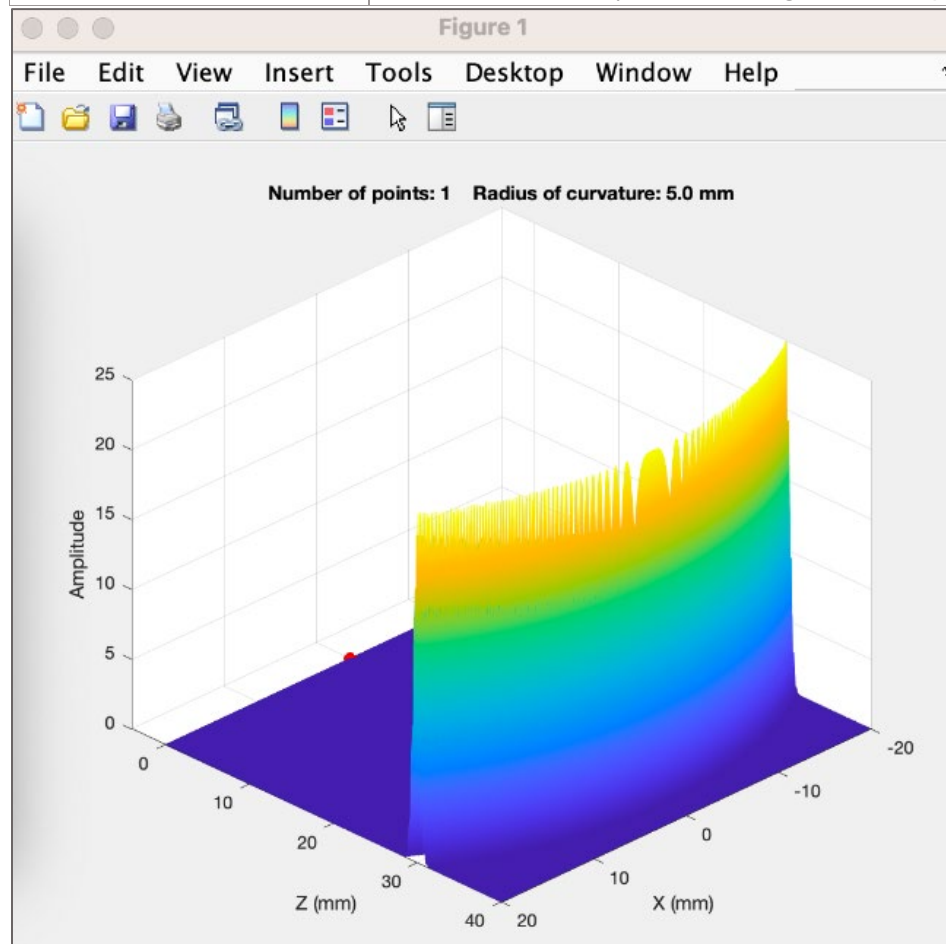 Figure 1
File Edit View Insert Tools Desktop Window Help
Number of points: 1 Radius of curvature: 5.0 mm
25
20
15
10
5
0
Amplitude
0
10
20
30
40
Z (mm)
20
10
0
-10
-20
X (mm)